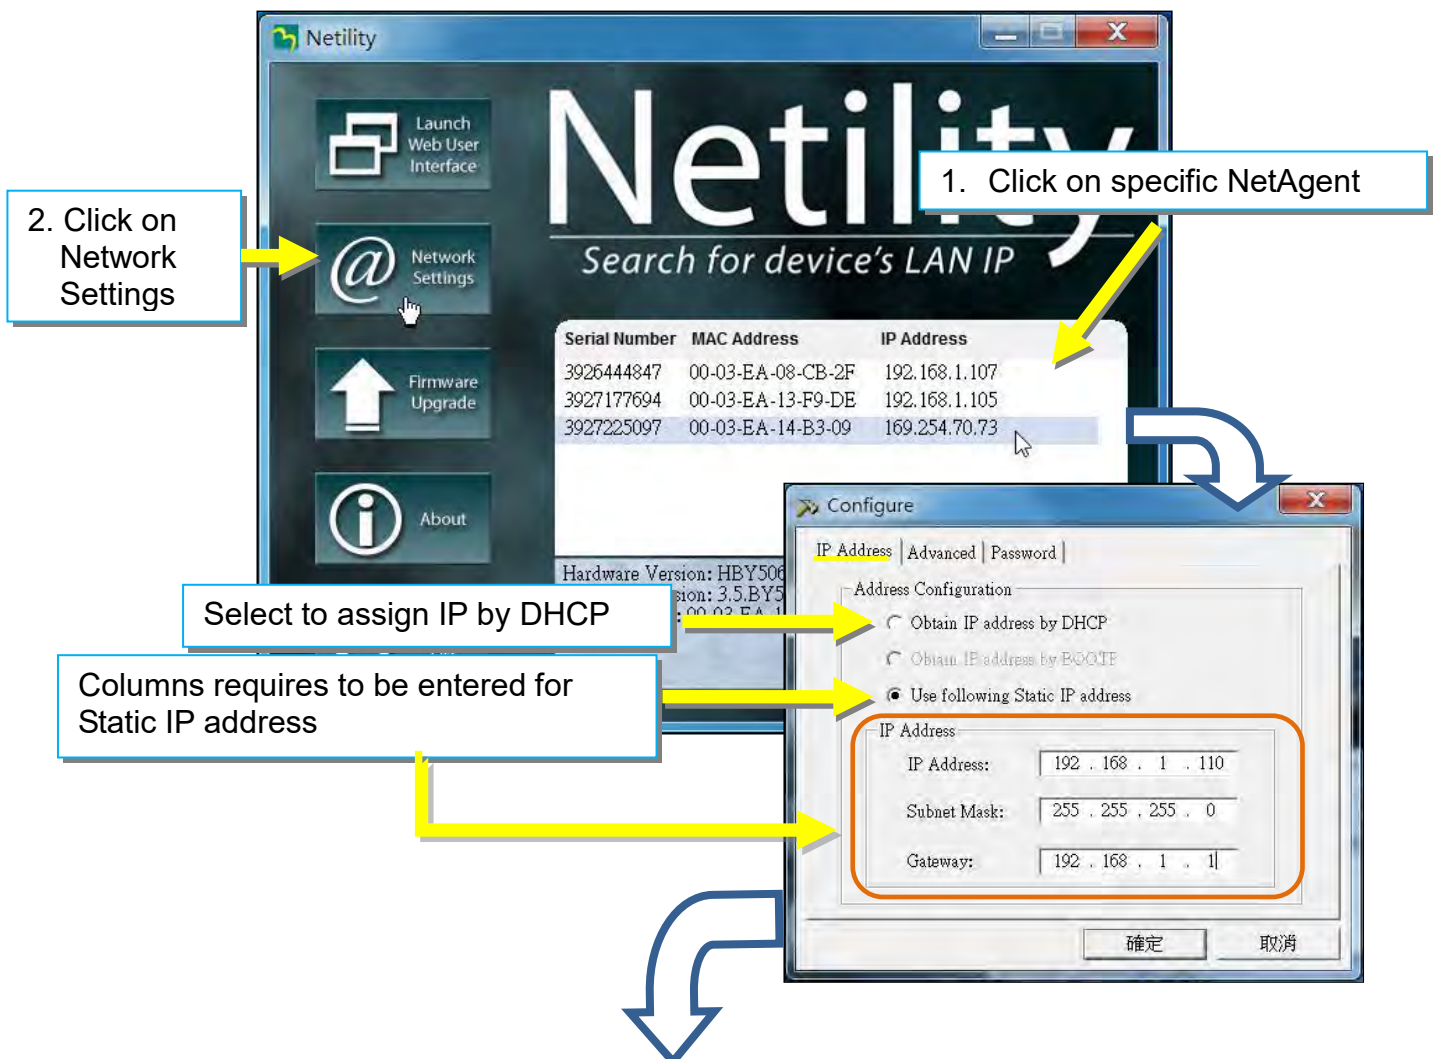 Netility
Launch
Web User
Interface
Netility
1. Click on specific NetAgent
2. Click on
Network
Settings
Network
Settings
Search for device's LAN IP
Serial Number MAC Address IP Address
3926444847 00-03-EA-08-CB-2F 192.168.1.107
3927177694 00-03-EA-13-F9-DE 192.168.1.105
3927225097 00-03-EA-14-B3-09 169.254.70.73
Firmware
Upgrade
About
Configure
IP Address Advanced Password
Hardware Version: HBY506
3.5.BY5
Address Configuration
Select to assign IP by DHCP
Obtain IP address by DHCP
Obtain IP address by BOOTP
Columns requires to be entered for
Static IP address
Use following Static IP address
IP Address
IP Address: 192 . 168 . 1 . 110
Subnet Mask: 255 . 255 . 255 . 0
Gateway: 192 . 168 . 1 . 1
確定 取消